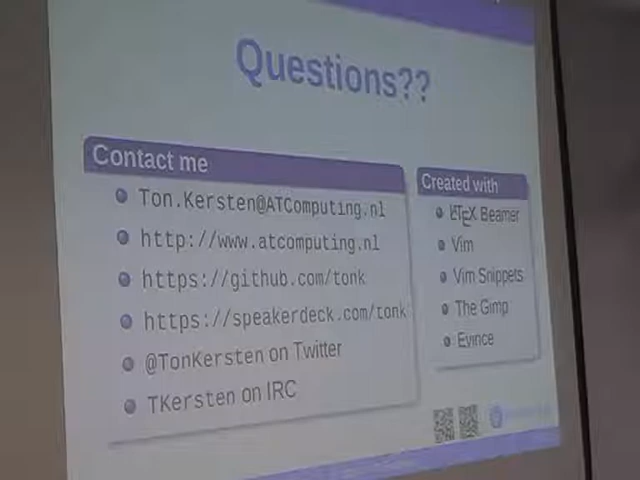 Questions??
Contact me
Ton.Kersten@ATComputing.nl
http://www.atcomputing.nl
https://github.com/tonk
https://speakerdeck.com/tonk
@TonKersten on Twitter
TKersten on IRC
Created with
LATEX Beamer
Vim
Vim Snippets
The Gimp
Evince